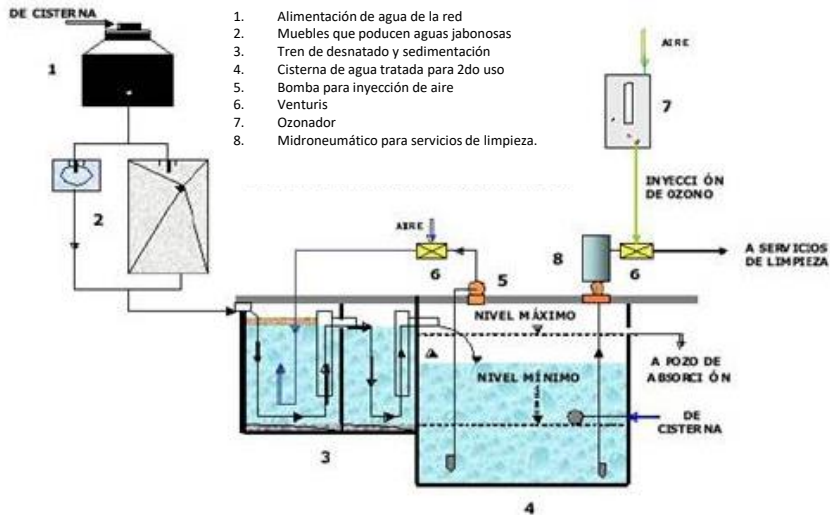 DE CISTERNA
1
1. Alimentación de agua de la red
2. Muebles que poducen aguas jabonosas
3. Tren de desnatado y sedimentación
4. Cisterna de agua tratada para 2do uso
5. Bomba para inyección de aire
6. Venturis
7. Ozonador
8. Midroneumático para servicios de limpieza.
AIRE
7
2
INYECCI ÓN
DE OZONO
AIRE
6
5
8
6
A SERVICIOS
DE LIMPIEZA
NIVEL MÁXIMO
A POZO DE
ABSORCI ÓN
NIVEL MÍNIMO
DE
CISTERNA
3
4